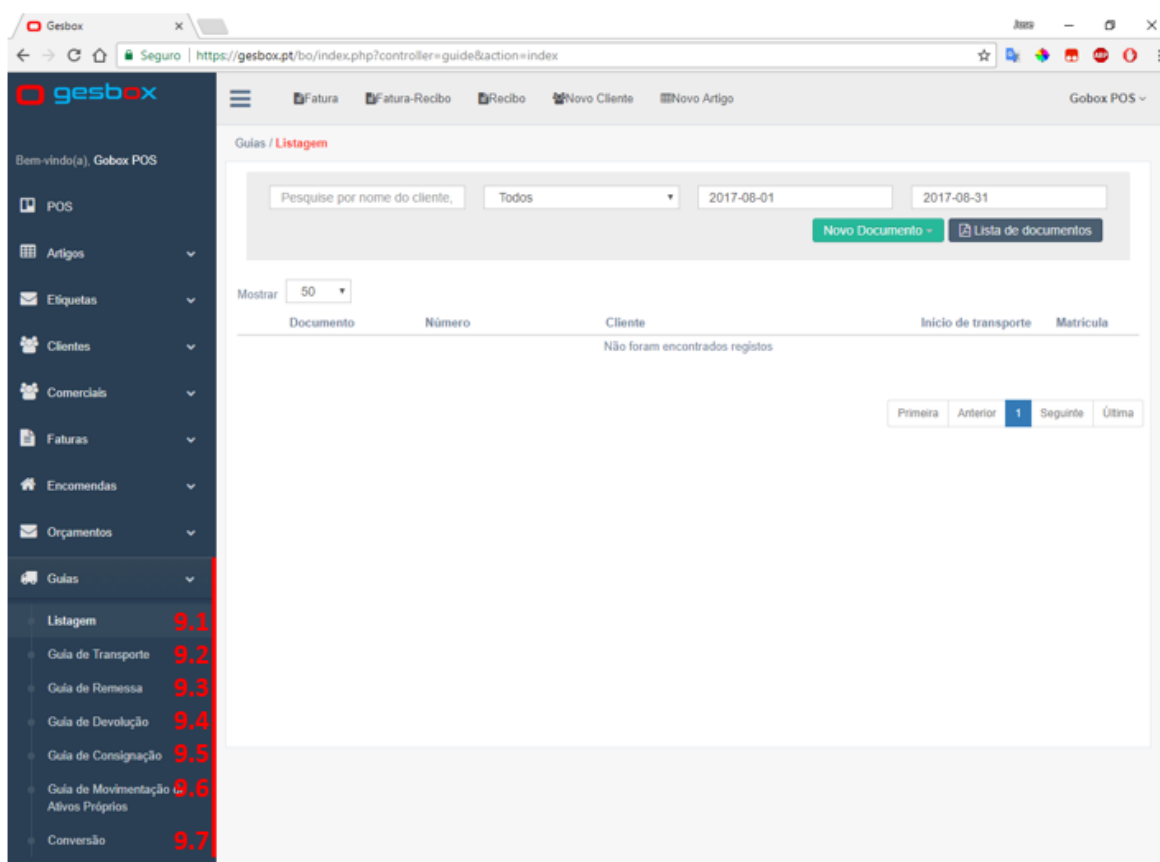 Gesbox
Seguro | https://gesbox.pt/bo/index.php?controller=guide&action=index
gesbox
Fatura Fatura-Recibo Recibo Novo Cliente Novo Artigo Gobox POS
Guias / Listagem
Bem-vindo(a), Gobox POS
POS
Artigos
Etiquetas
Clientes
Comerciais
Faturas
Encomendas
Orçamentos
Guias
Listagem 9.1
Guia de Transporte 9.2
Guia de Remessa 9.3
Guia de Devolução 9.4
Guia de Consignação 9.5
Guia de Movimentação 9.6
Ativos Próprios
Conversão 9.7
Pesquise por nome do cliente, Todos 2017-08-01 2017-08-31
Novo Documento Lista de documentos
Mostrar 50
Documento Número Cliente Início de transporte Matrícula
Não foram encontrados registos
Primeira Anterior 1 Seguinte Última